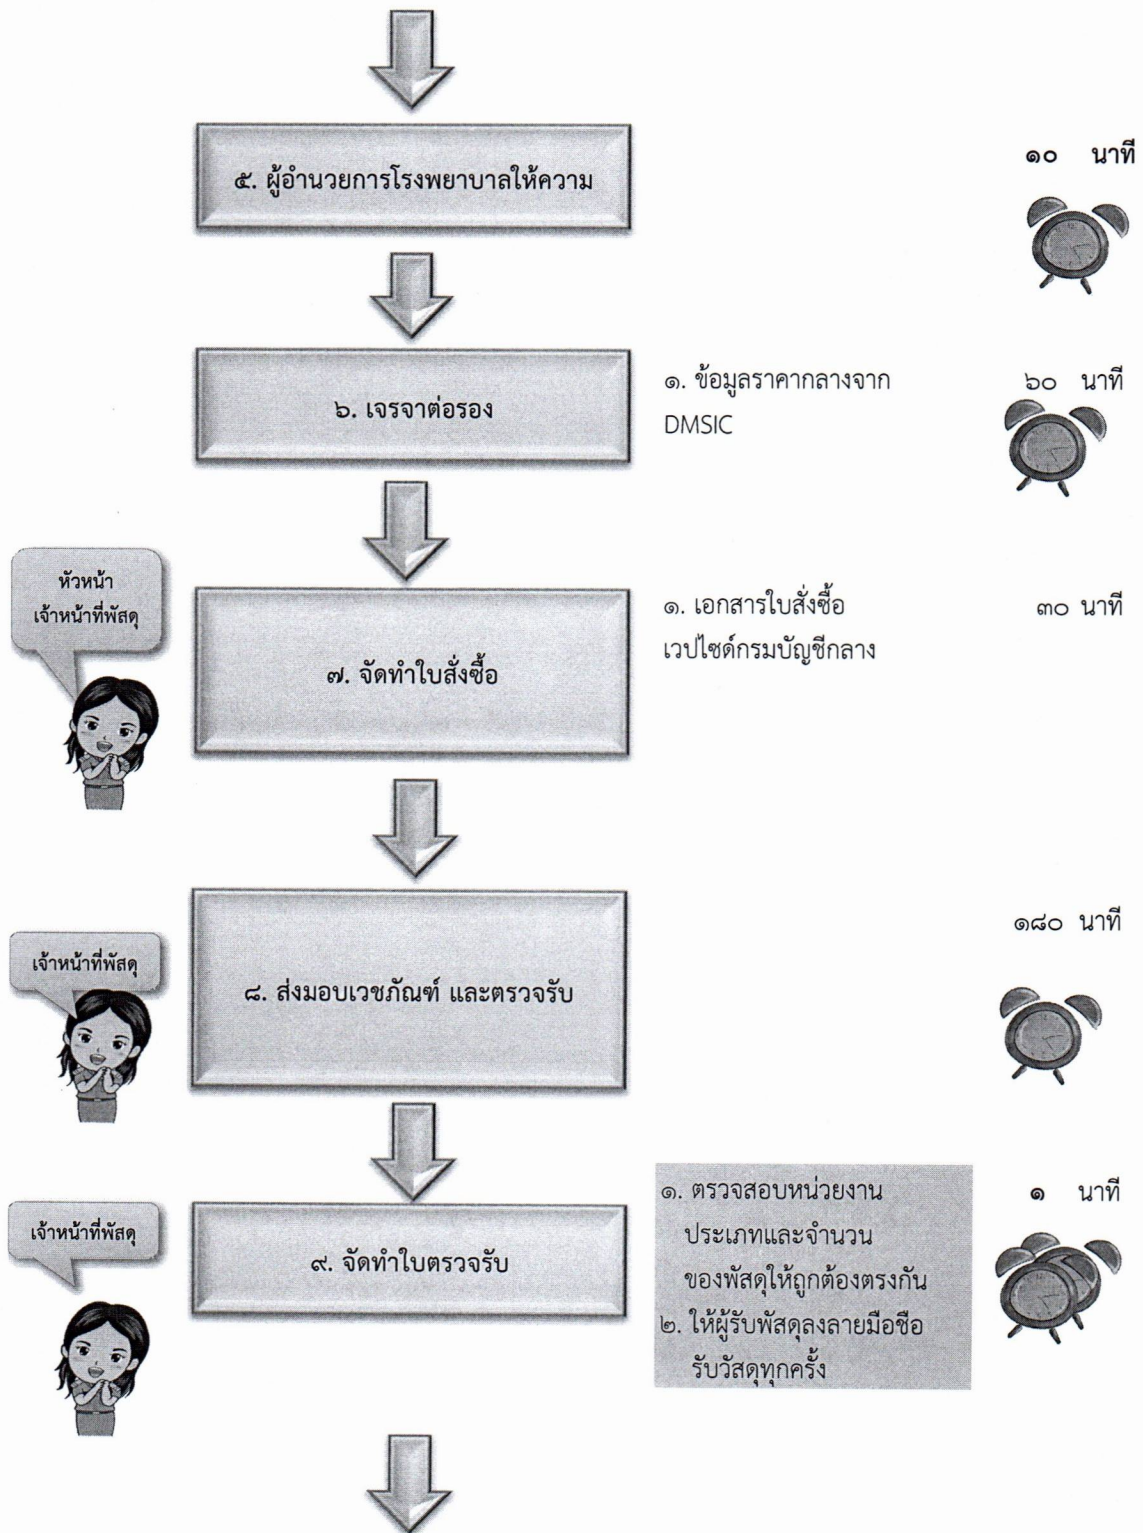 ๕. ผู้อำนวยการโรงพยาบาลให้ความ
๑๐ นาที
๖. เจรจาต่อรอง
๑. ข้อมูลราคากลางจาก
DMSIC
๖๐ นาที
หัวหน้า
เจ้าหน้าที่พัสดุ
๗. จัดทำใบสั่งซื้อ
๑. เอกสารใบสั่งซื้อ
เวปไซด์กรมบัญชีกลาง
๓๐ นาที
เจ้าหน้าที่พัสดุ
๘. ส่งมอบเวชภัณฑ์ และตรวจรับ
๑๘๐ นาที
เจ้าหน้าที่พัสดุ
๙. จัดทำใบตรวจรับ
๑. ตรวจสอบหน่วยงาน
ประเภทและจำนวน
ของพัสดุให้ถูกต้องตรงกัน
๒. ให้ผู้รับพัสดุลงลายมือชือ
รับวัสดุทุกครั้ง
๑ นาที